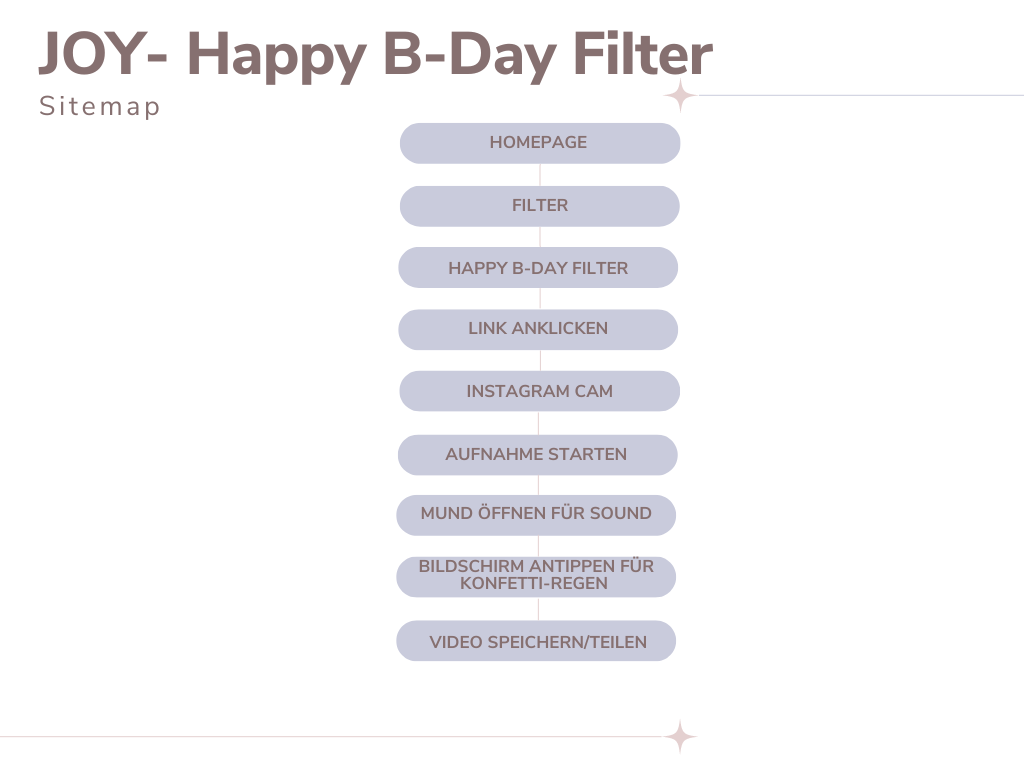 JOY- Happy B-Day Filter
Sitemap
HOMEPAGE
FILTER
HAPPY B-DAY FILTER
LINK ANKLICKEN
INSTAGRAM CAM
AUFNAHME STARTEN
MUND ÖFFNEN FÜR SOUND
BILDSCHIRM ANTIPPEN FÜR
KONFETTI-REGEN
VIDEO SPEICHERN/TEILEN